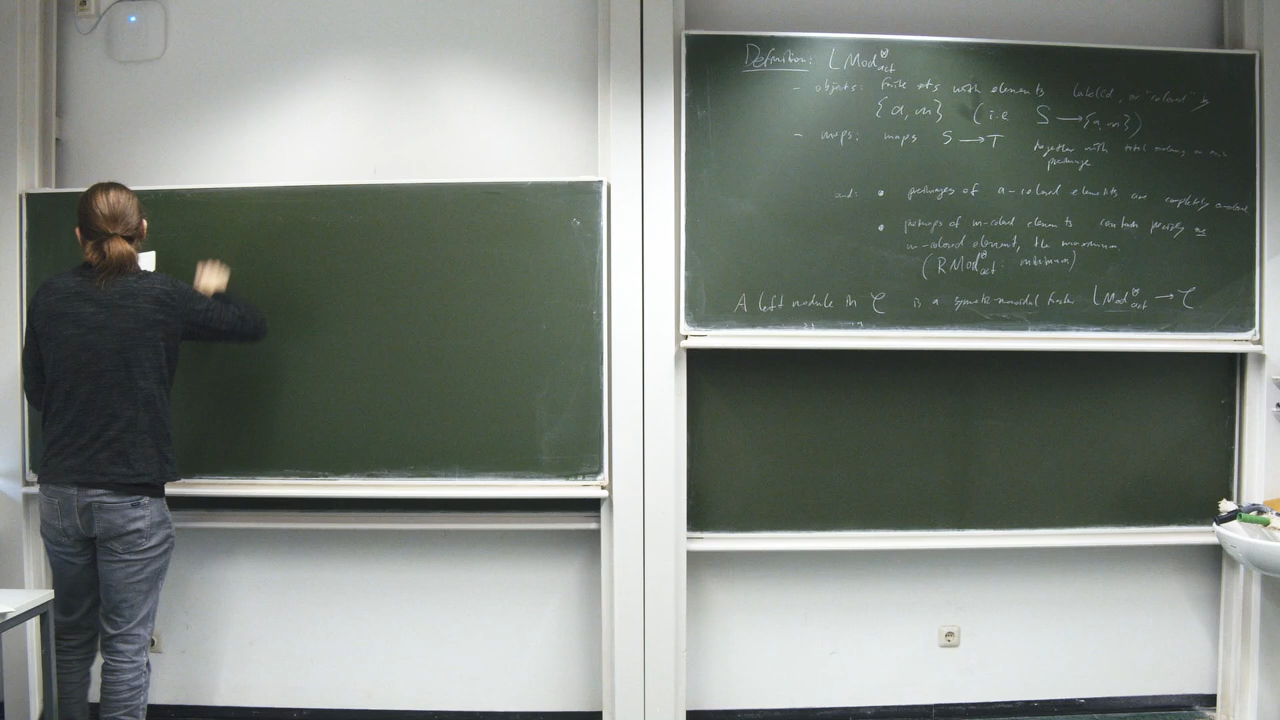 Definition: LMod^⊗_act
- objects: finite sets with elements labelled, or "colored" by
{a, m} (i.e. S → {a, m})
- maps: maps S → T together with total ordering on each
preimage
and: • preimages of a-colored elements are completely a-colored
• preimages of m-colored elements contain precisely one
m-colored element, the maximum
(RMod^⊗_act: minimum)
A left module in C is a symmetric-monoidal functor LMod^⊗_act → C